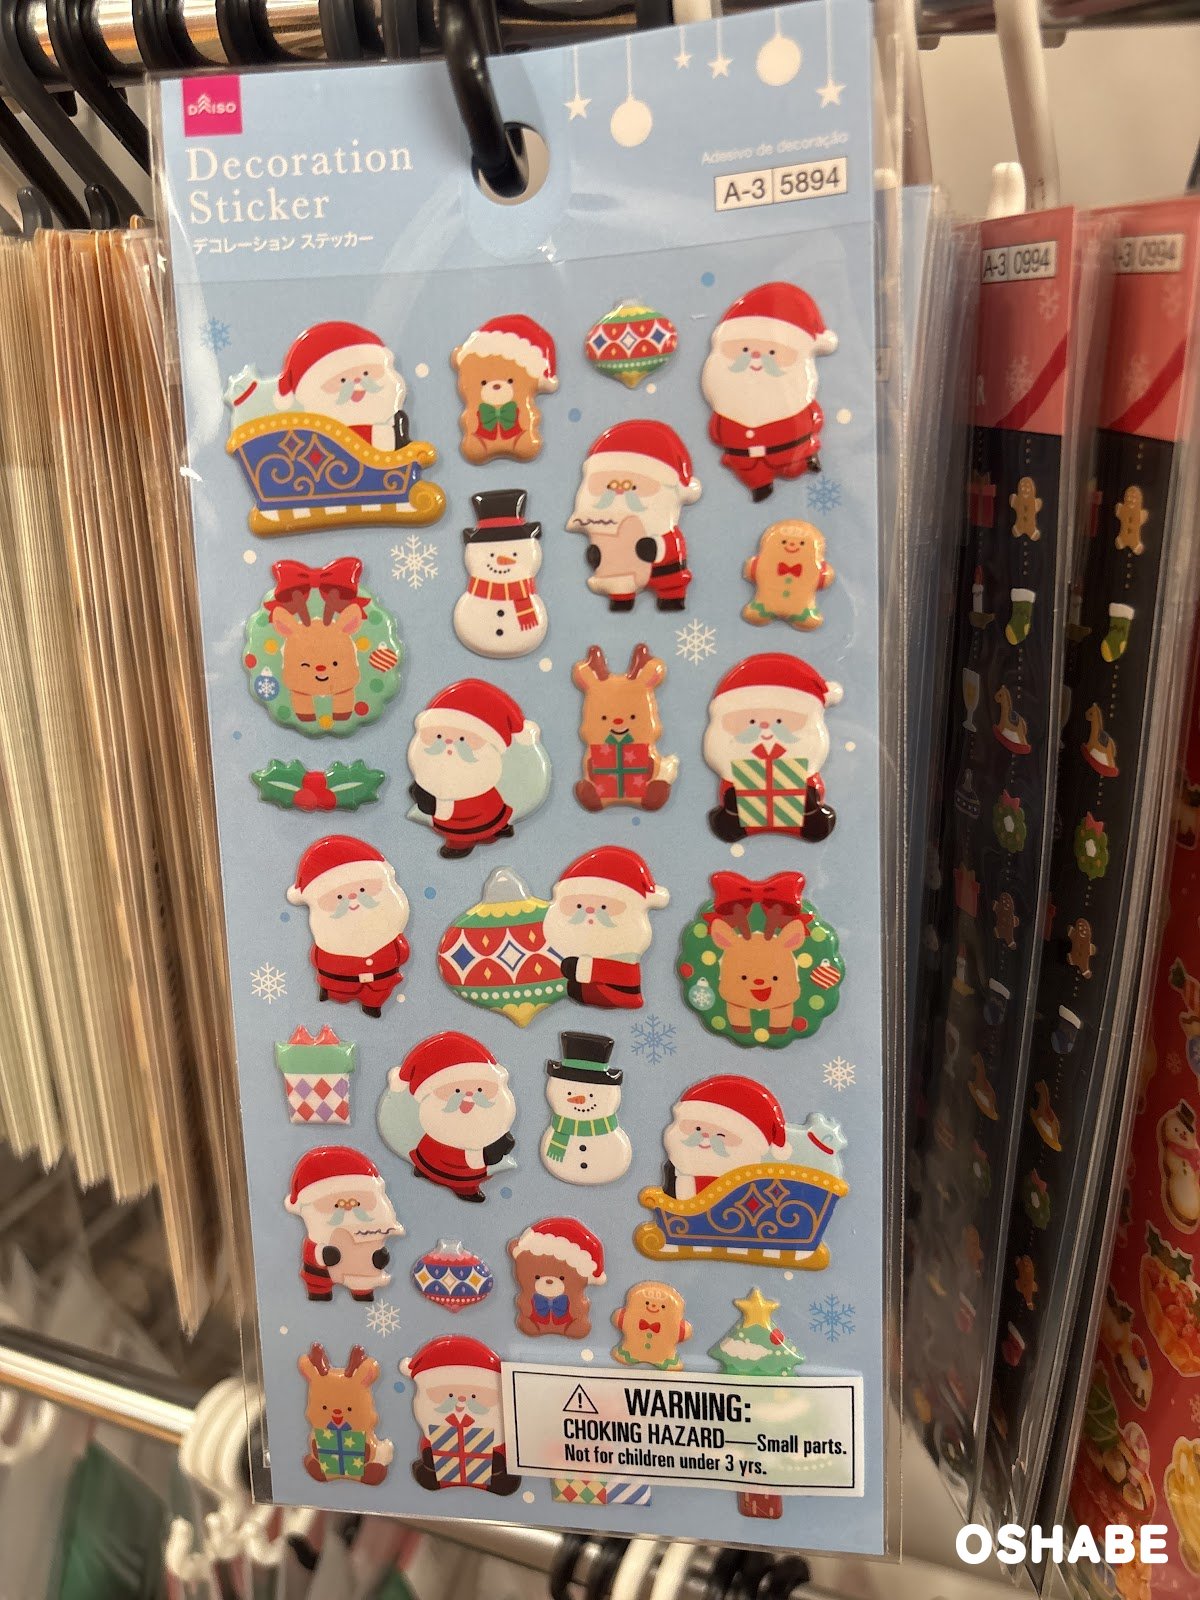 DAISO
Decoration
Sticker
デコレーション ステッカー
Adesivo de decoração
A-3 5894
A-3 0994
-3 0994
WARNING:
CHOKING HAZARD—Small parts.
Not for children under 3 yrs.
OSHABE